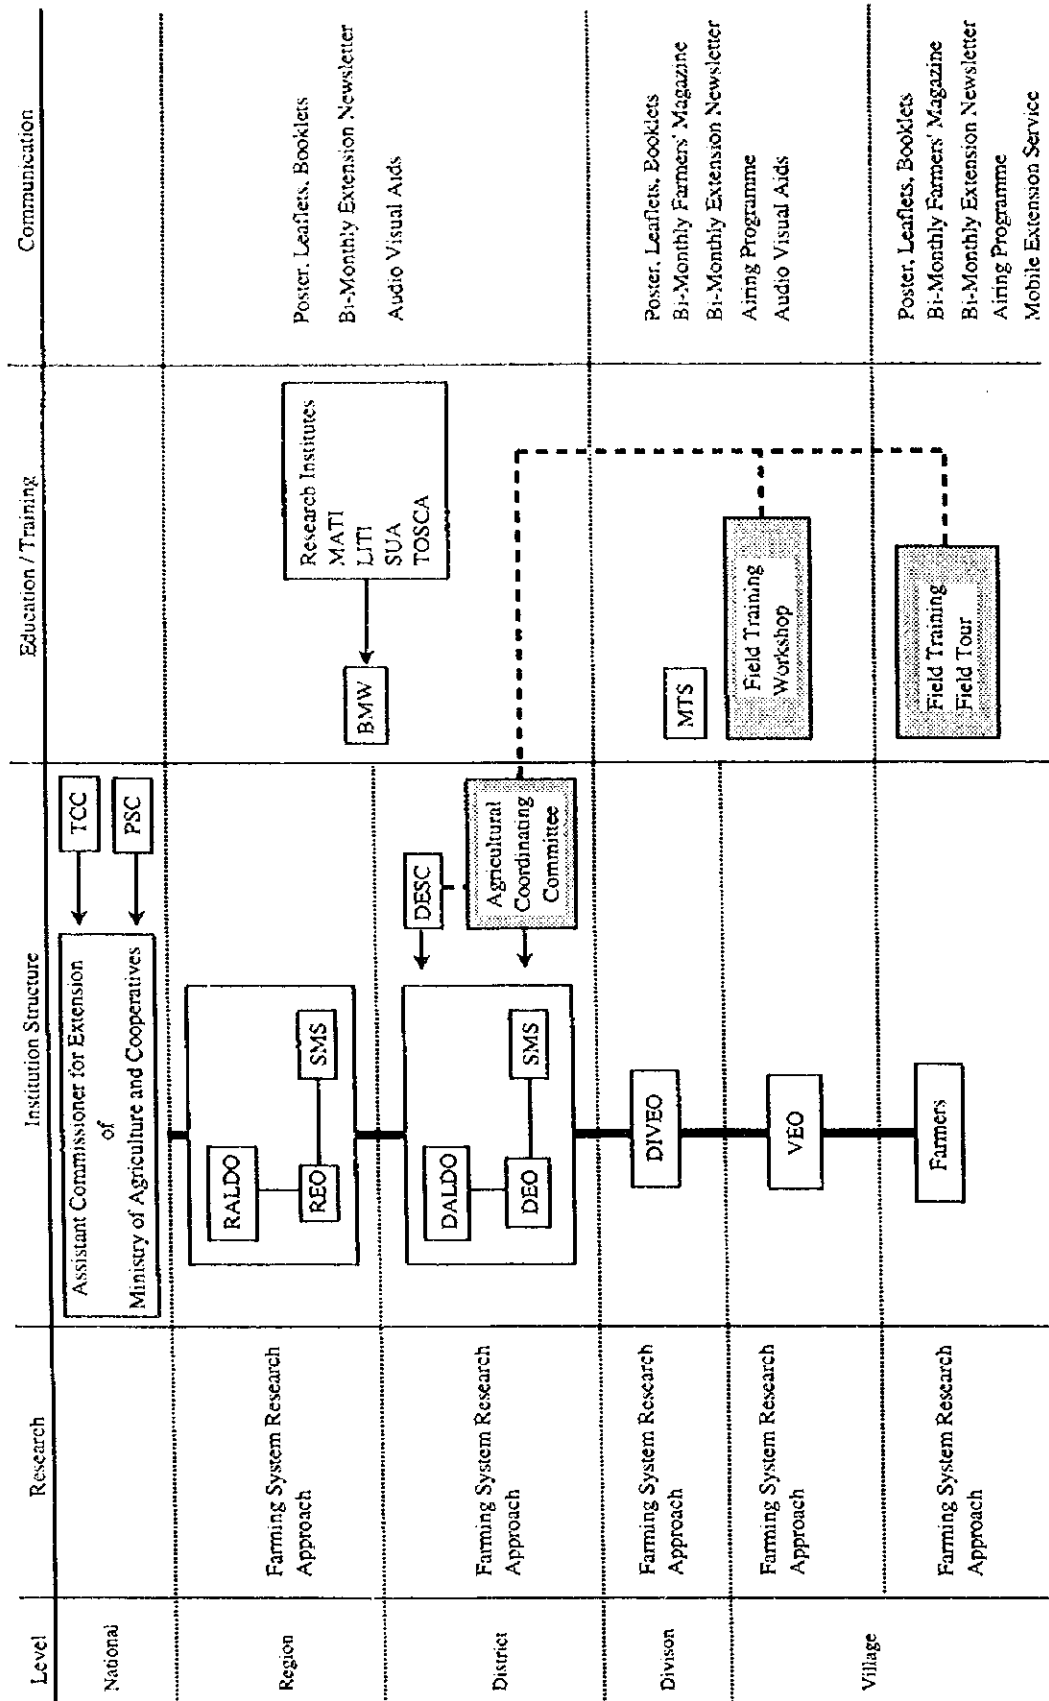 Level
Research
Institution Structure
Education / Training
Communication
National
Assistant Commissioner for Extension
of
Ministry of Agriculture and Cooperatives
TCC
PSC
Region
Farming System Research
Approach
RALDO
REO
SMS
BMW
Research Institutes
MATI
LITI
SUA
TOSCA
Poster, Leaflets, Booklets
Bi-Monthly Extension Newsletter
Audio Visual Aids
District
Farming System Research
Approach
DALDO
DEO
SMS
DESC
Agricultural
Coordinating
Committee
Divison
Farming System Research
Approach
DIVEO
MTS
Poster, Leaflets, Booklets
Bi-Monthly Farmers' Magazine
Bi-Monthly Extension Newsletter
Airing Programme
Audio Visual Aids
Village
Farming System Research
Approach
VEO
Field Training
Workshop
Farming System Research
Approach
Farmers
Field Training
Field Tour
Poster, Leaflets, Booklets
Bi-Monthly Farmers' Magazine
Bi-Monthly Extension Newsletter
Airing Programme
Mobile Extension Service